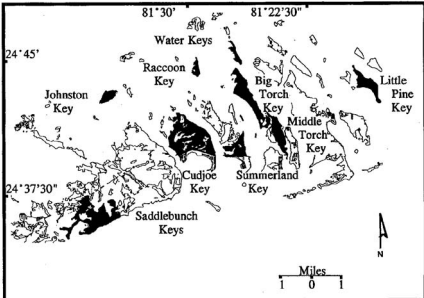 81°30'
81°22'30"
24°45'
Water Keys
Raccoon
Key
Johnston
Key
Big
Torch
Key
Little
Pine
Key
Middle
Torch
Key
Cudjoe
Key
Summerland
Key
24°37'30"
Saddlebunch
Keys
Miles
1 0 1
N